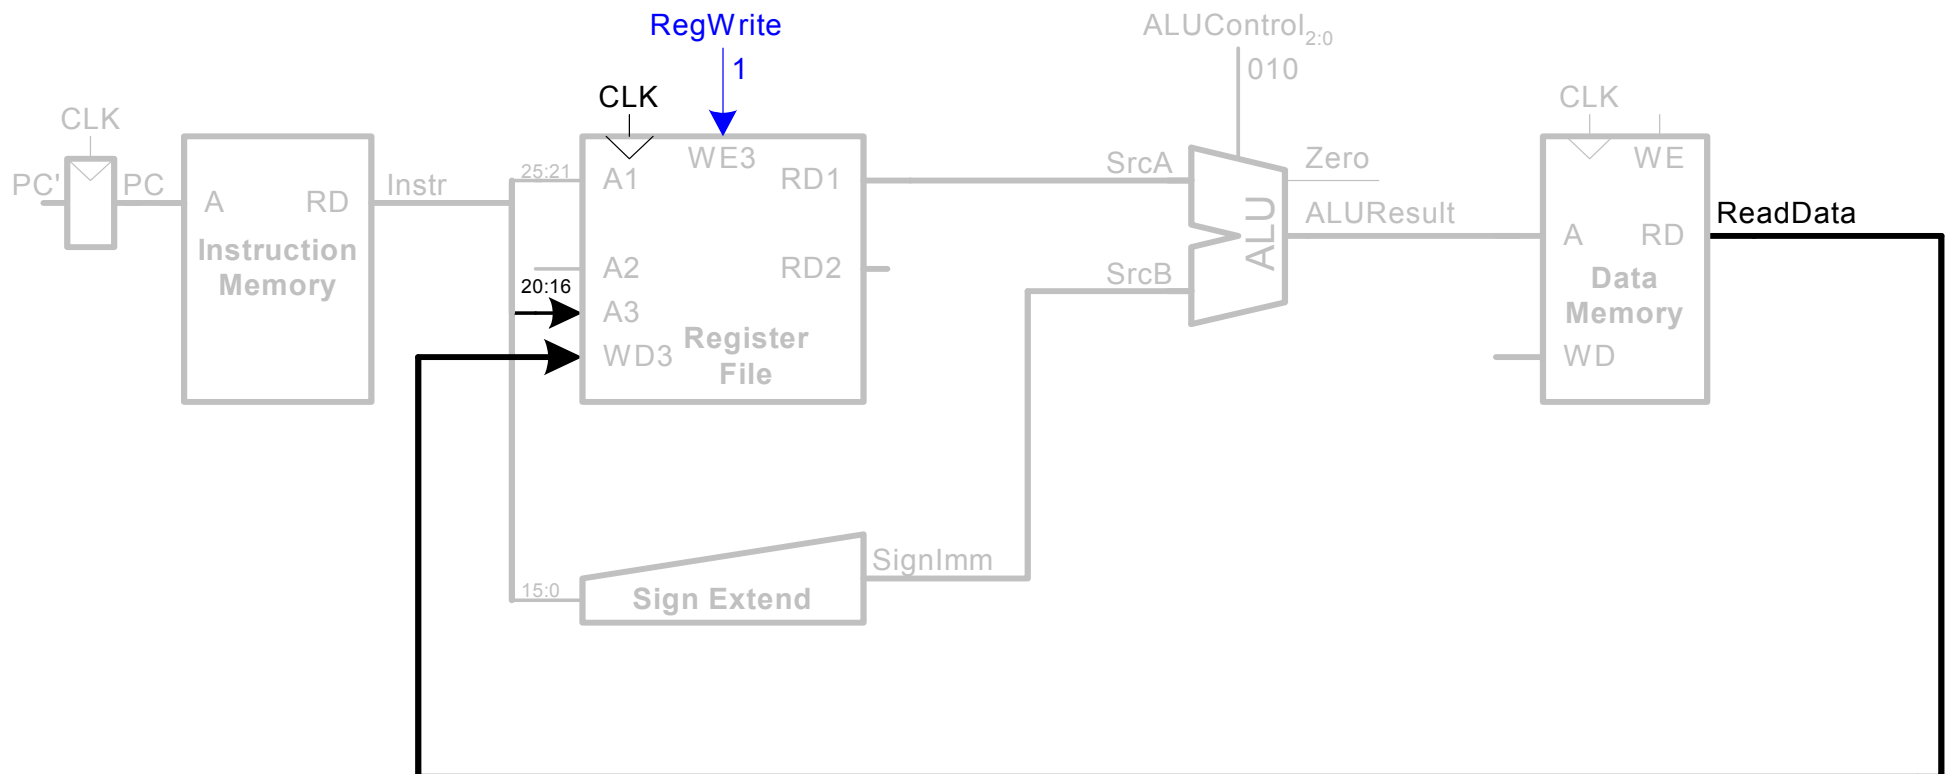 RegWrite
1
ALUControl2:0
010
CLK
CLK
CLK
PC'
PC
A
RD
Instruction
Memory
Instr
25:21
20:16
15:0
A1
WE3
RD1
A2
RD2
A3
WD3
Register
File
Sign Extend
SignImm
SrcA
SrcB
ALU
Zero
ALUResult
WE
A
RD
Data
Memory
WD
ReadData